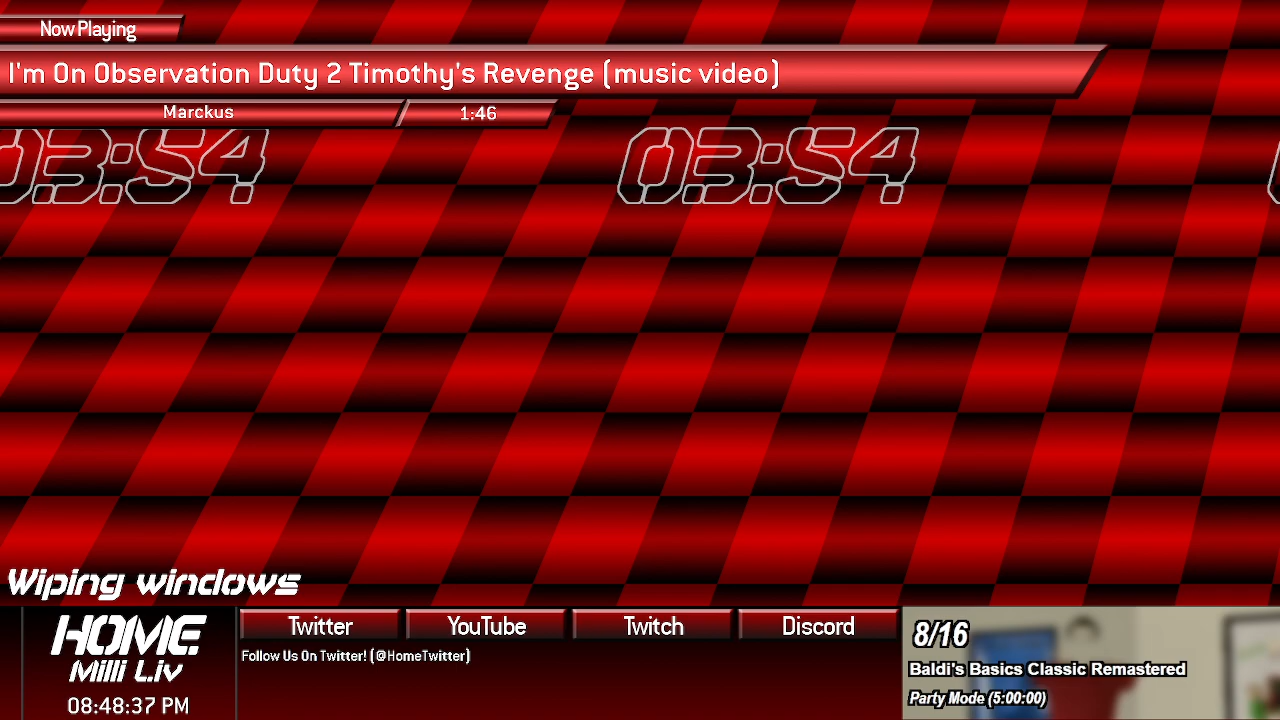 Now Playing
I'm On Observation Duty 2 Timothy's Revenge (music video)
Marckus 1:46
03:54 03:54
Wiping windows
HOME
Milli Liv
08:48:37 PM
Twitter YouTube Twitch Discord
Follow Us On Twitter! (@HomeTwitter)
8/16
Baldi's Basics Classic Remastered
Party Mode (5:00:00)